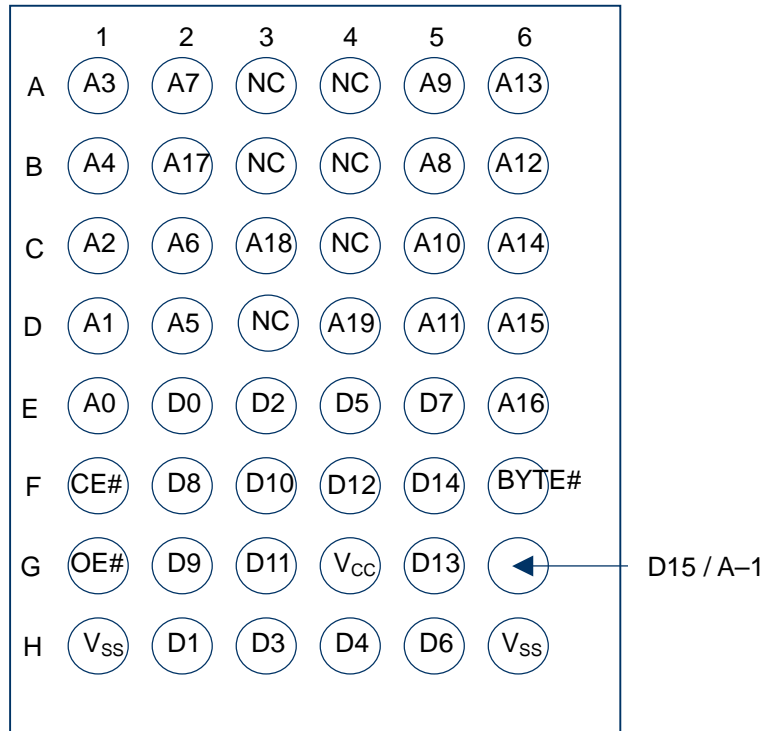 1 2 3 4 5 6
A A3 A7 NC NC A9 A13
B A4 A17 NC NC A8 A12
C A2 A6 A18 NC A10 A14
D A1 A5 NC A19 A11 A15
E A0 D0 D2 D5 D7 A16
F CE# D8 D10 D12 D14 BYTE#
G OE# D9 D11 VCC D13 D15 / A–1
H VSS D1 D3 D4 D6 VSS